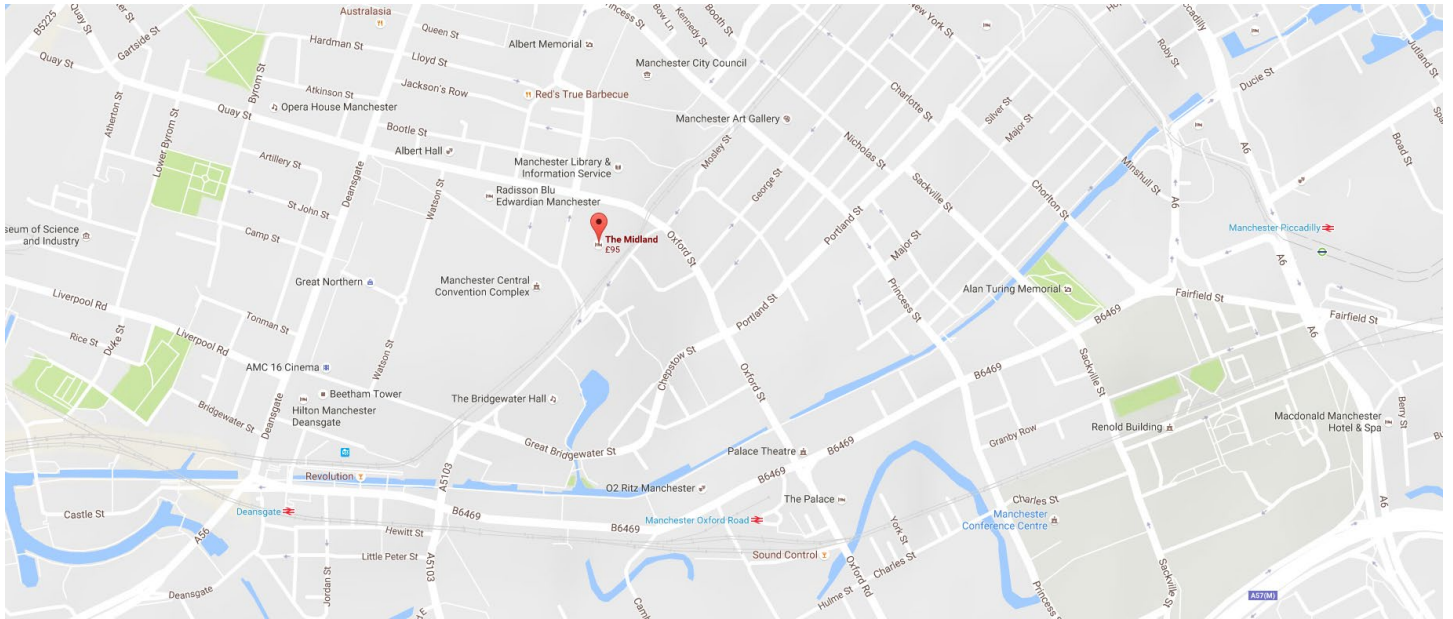 B5225
Quay St
Gartside St
Australasia
Queen St
Hardman St
Lloyd St
Albert Memorial
Princess St
Bow Ln
Kennedy St
Booth St
New York St
Piccadilly
Roby St
Ducie St
Jutland St
Quay St
Byrom St
Atkinson St
Jackson's Row
Red's True Barbecue
Manchester City Council
Charlotte St
Silver St
Major St
A6
Opera House Manchester
Manchester Art Gallery
Atherton St
Lower Byrom St
Quay St
Bootle St
Albert Hall
Mosley St
Nicholas St
Minshull St
Boad St
Artillery St
Deansgate
Manchester Library &
Information Service
George St
Sackville St
Chorlton St
Watson St
Radisson Blu
Edwardian Manchester
St John St
A6
seum of Science
and Industry
Camp St
The Midland
£95
Oxford St
Portland St
Major St
Manchester Piccadilly
Great Northern
Manchester Central
Convention Complex
Alan Turing Memorial
A6
Liverpool Rd
Princess St
Fairfield St
Fairfield St
Tonman St
Portland St
B6469
A6
Rice St
Duke St
Liverpool Rd
Watson St
Chepstow St
Sackville St
AMC 16 Cinema
Oxford St
B6469
Beetham Tower
The Bridgewater Hall
Hilton Manchester
Deansgate
Bridgewater St
Deansgate
Berry St
Macdonald Manchester
Hotel & Spa
Granby Row
Renold Building
Great Bridgewater St
Palace Theatre
B6469
A5103
Revolution
B6469
O2 Ritz Manchester
The Palace
Charles St
Manchester
Conference Centre
A6
Castle St
Deansgate
B6469
B6469
Manchester Oxford Road
York St
A56
Hewitt St
Little Peter St
A5103
Sound Control
Oxford Rd
Charles St
Sackville St
Deansgate
Jordan St
Hulme St
Princess
A57(M)